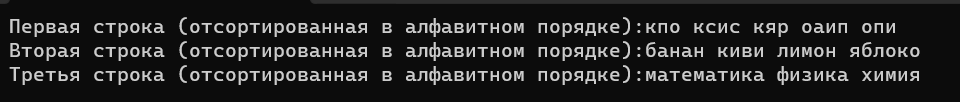 Первая строка (отсортированная в алфавитном порядке):кпо ксис кяр оаип опи
Вторая строка (отсортированная в алфавитном порядке):банан киви лимон яблоко
Третья строка (отсортированная в алфавитном порядке):математика физика химия